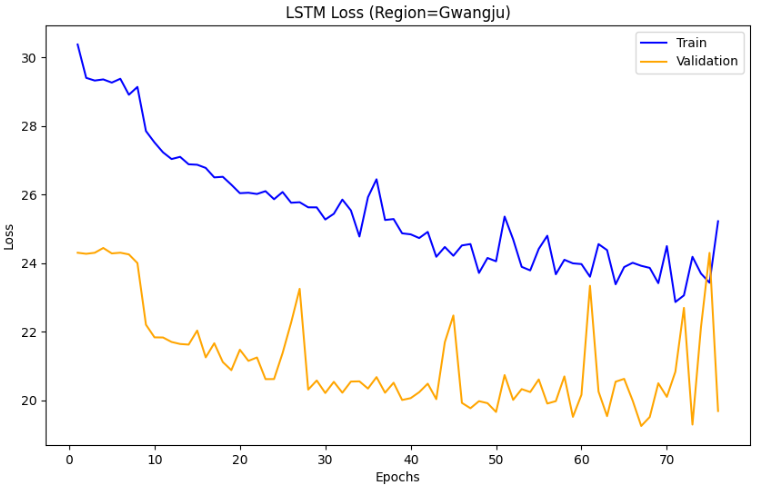 LSTM Loss (Region=Gwangju)
Train
Validation
30
28
26
24
22
20
Loss
0 10 20 30 40 50 60 70
Epochs